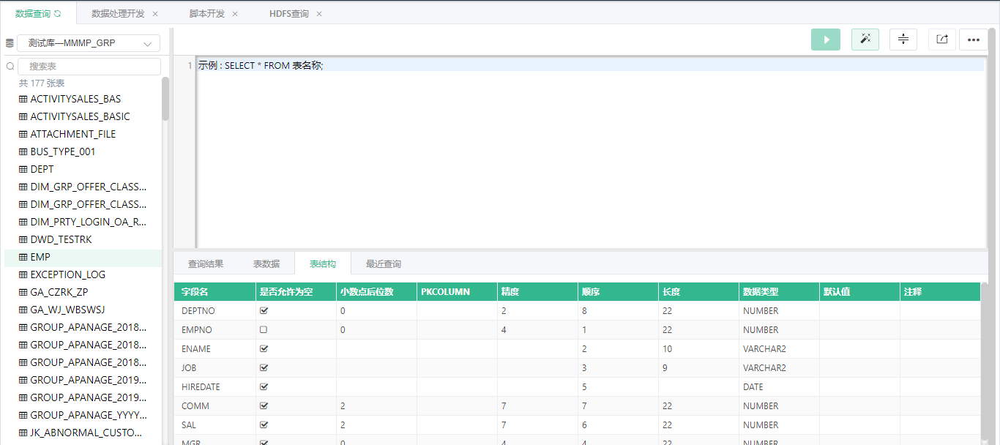 数据查询 数据处理开发 × 脚本开发 × HDFS查询 ×
测试库—MMMP_GRP
搜索表
共 177 张表
ACTIVITYSALES_BAS
ACTIVITYSALES_BASIC
ATTACHMENT_FILE
BUS_TYPE_001
DEPT
DIM_GRP_OFFER_CLASS...
DIM_GRP_OFFER_CLASS...
DIM_PRTY_LOGIN_OA_R...
DWD_TESTRK
EMP
EXCEPTION_LOG
GA_CZRK_ZP
GA_WJ_WBSWSJ
GROUP_APANAGE_2018...
GROUP_APANAGE_2018...
GROUP_APANAGE_2018...
GROUP_APANAGE_2019...
GROUP_APANAGE_2019...
GROUP_APANAGE_YYYY...
JK_ABNORMAL_CUSTO...
1 示例 : SELECT * FROM 表名称;
查询结果 表数据 表结构 最近查询
字段名 是否允许为空 小数点后位数 PKCOLUMN 精度 顺序 长度 数据类型 默认值 注释
DEPTNO 0 2 8 22 NUMBER
EMPNO 0 4 1 22 NUMBER
ENAME 2 10 VARCHAR2
JOB 3 9 VARCHAR2
HIREDATE 5 DATE
COMM 2 7 7 22 NUMBER
SAL 2 7 6 22 NUMBER
MGR 0 4 4 22 NUMBER